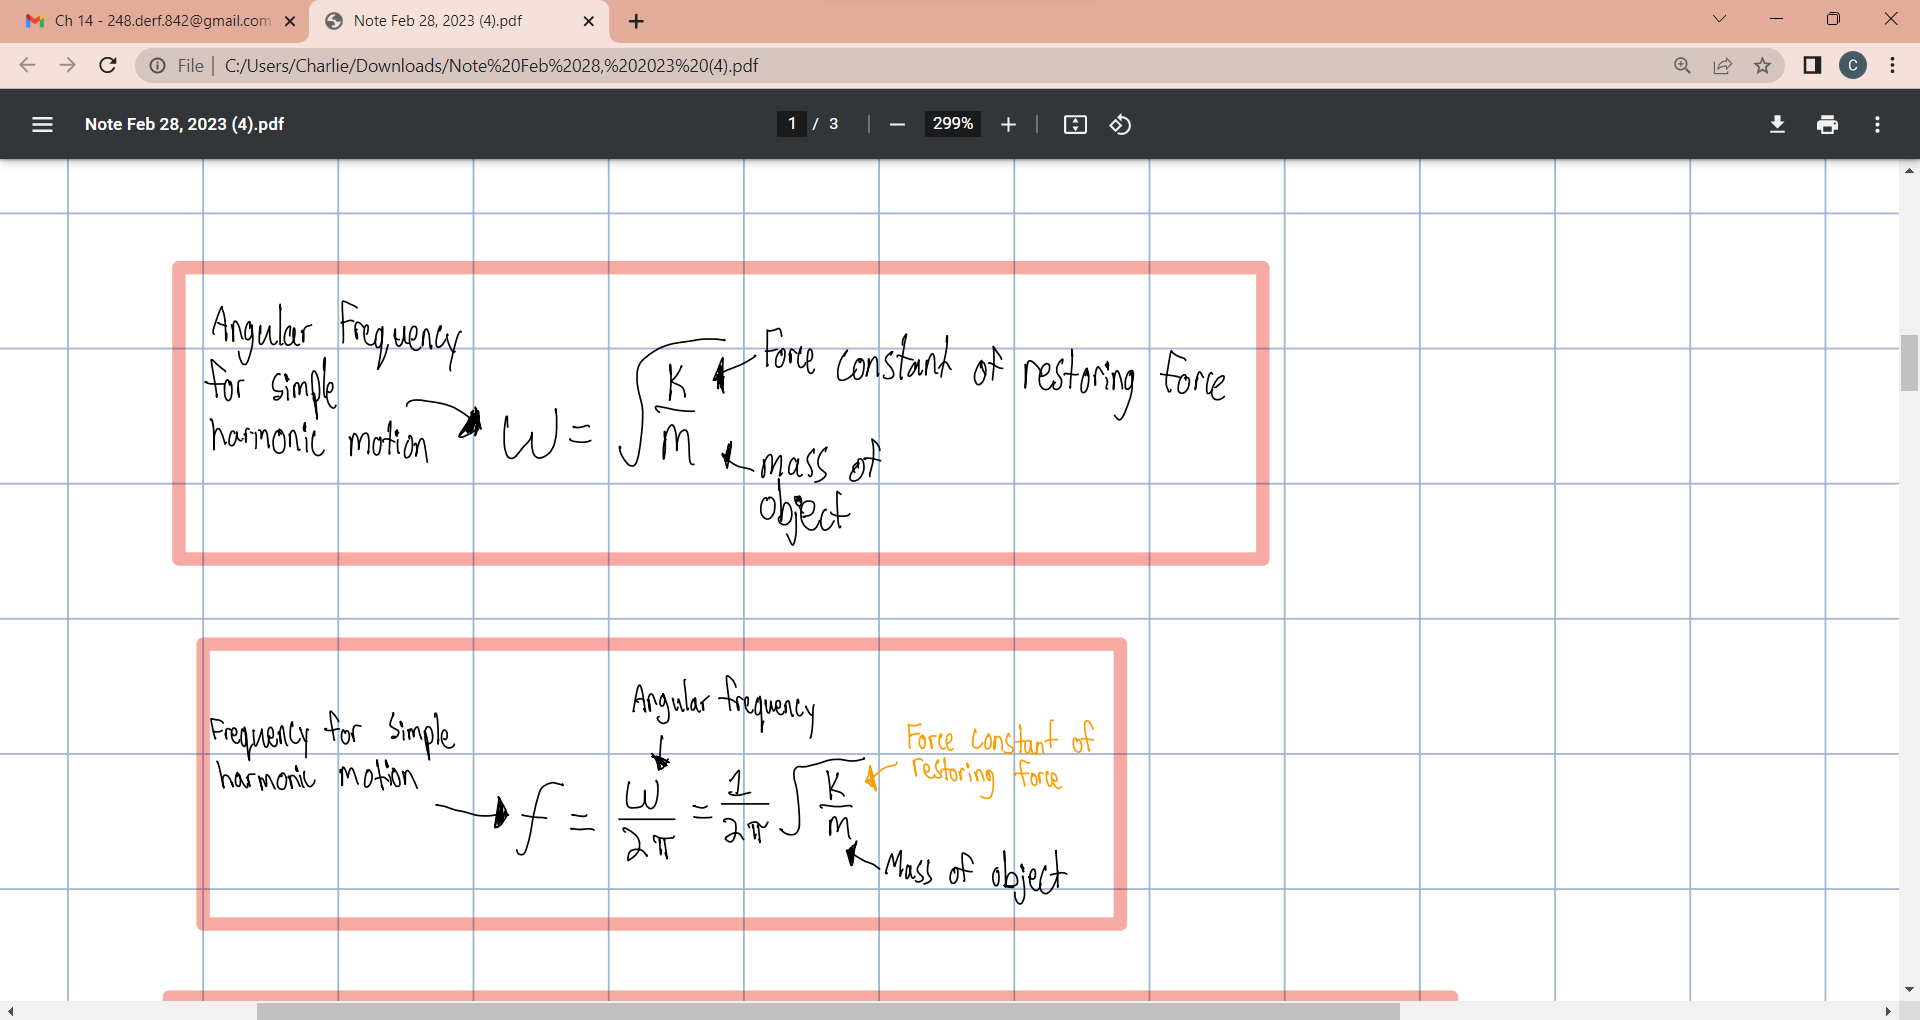 Ch 14 - 248.derf.842@gmail.com
Note Feb 28, 2023 (4).pdf
File
C:/Users/Charlie/Downloads/Note%20Feb%2028,%202023%20(4).pdf
C
Note Feb 28, 2023 (4).pdf
1 / 3
299%
Angular Frequency
for simple
harmonic motion
ω = √(K/m)
Force constant of restoring force
mass of
object
Frequency for simple
harmonic motion
Angular frequency
f = ω/2π = 1/2π √(K/m)
Force constant of
restoring force
Mass of object